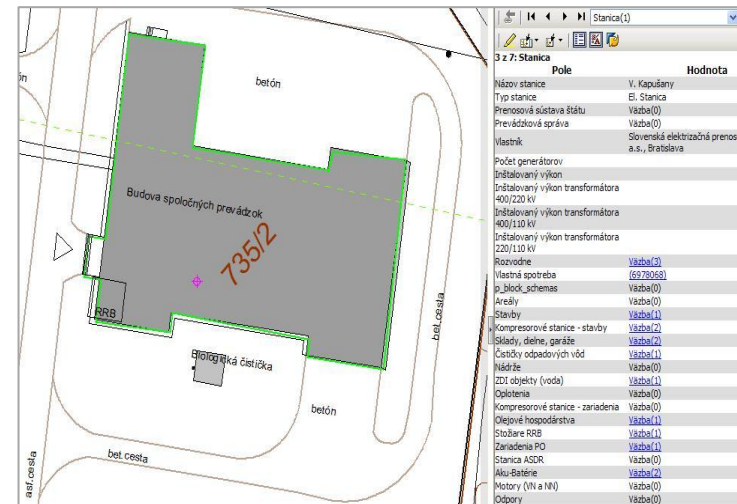 betón
Budova spoločných prevádzok
735/2
RRB
Biologická čistička
betón
bet.cesta
bet.cesta
asf.cesta
Stanica(1)
3 z 7: Stanica
Pole Hodnota
Názov stanice V. Kapušany
Typ stanice El. Stanica
Prenosová sústava štátu Väzba(0)
Prevádzková správa Väzba(0)
Vlastník Slovenská elektrizačná prenos
a.s., Bratislava
Počet generátorov
Inštalovaný výkon
Inštalovaný výkon transformátora
400/220 kV
Inštalovaný výkon transformátora
400/110 kV
Inštalovaný výkon transformátora
220/110 kV
Rozvodne Väzba(3)
Vlastná spotreba (6978068)
p_block_schemas Väzba(0)
Areály Väzba(0)
Stavby Väzba(1)
Kompresorové stanice - stavby Väzba(2)
Sklady, dielne, garáže Väzba(2)
Čističky odpadových vôd Väzba(1)
Nádrže Väzba(0)
ZDI objekty (voda) Väzba(1)
Oplotenia Väzba(0)
Kompresorové stanice - zariadenia Väzba(0)
Olejové hospodárstva Väzba(1)
Stožiare RRB Väzba(1)
Zariadenia PO Väzba(1)
Stanica ASDR Väzba(0)
Aku-Batérie Väzba(2)
Motory (VN a NN) Väzba(0)
Odpory Väzba(0)